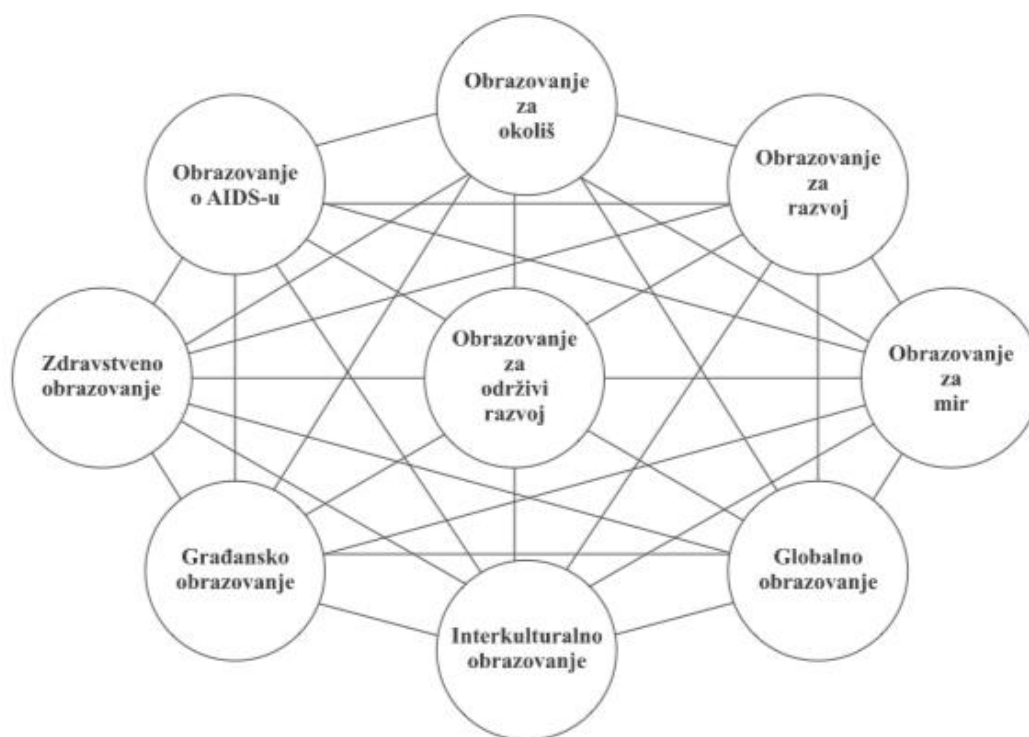 Obrazovanje
za
okoliš
Obrazovanje
o AIDS-u
Obrazovanje
za
razvoj
Zdravstveno
obrazovanje
Obrazovanje
za
održivi
razvoj
Obrazovanje
za
mir
Građansko
obrazovanje
Globalno
obrazovanje
Interkulturalno
obrazovanje